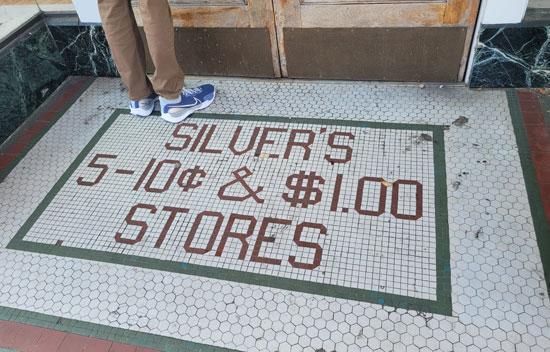 SILVER'S
5-10¢ & $1.00
STORES